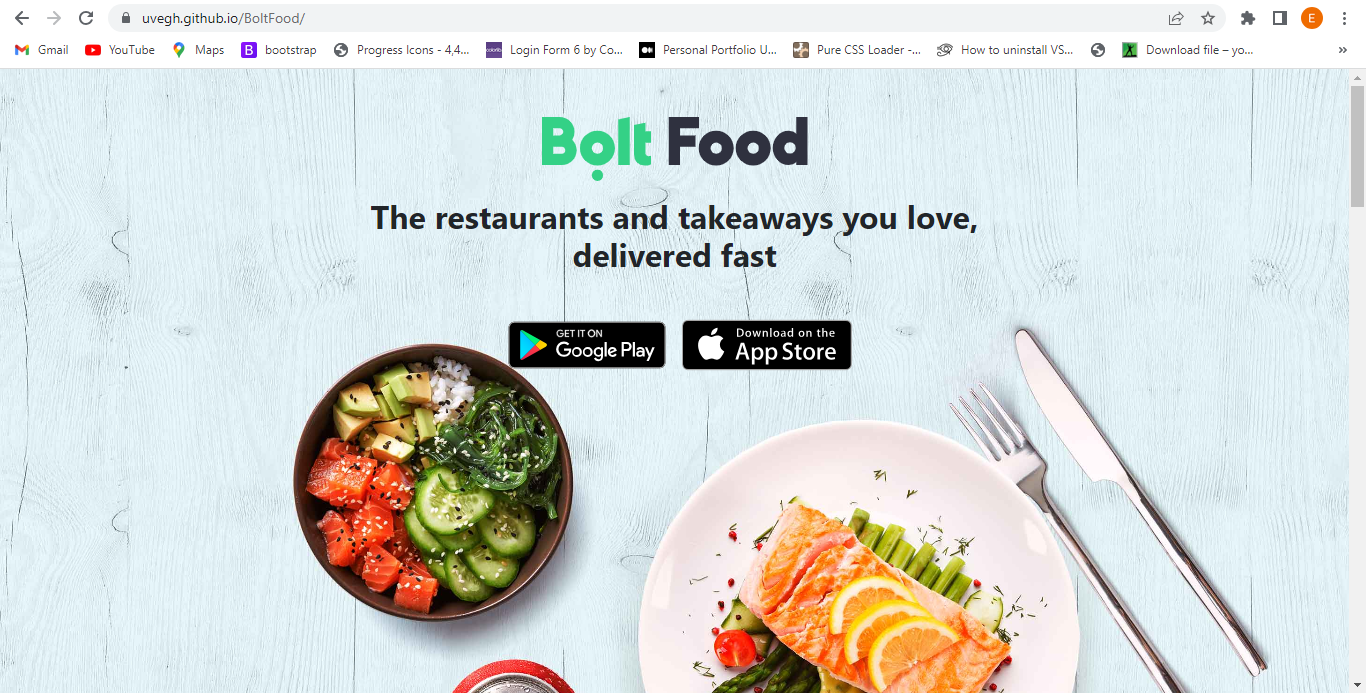 uvegh.github.io/BoltFood/
E
Gmail
YouTube
Maps
B
bootstrap
Progress Icons - 4,4...
colorlib
Login Form 6 by Co...
Personal Portfolio U...
Pure CSS Loader -...
How to uninstall VS...
Download file – yo...
»
Bolt Food
The restaurants and takeaways you love,
delivered fast
GET IT ON
Google Play
Download on the
App Store